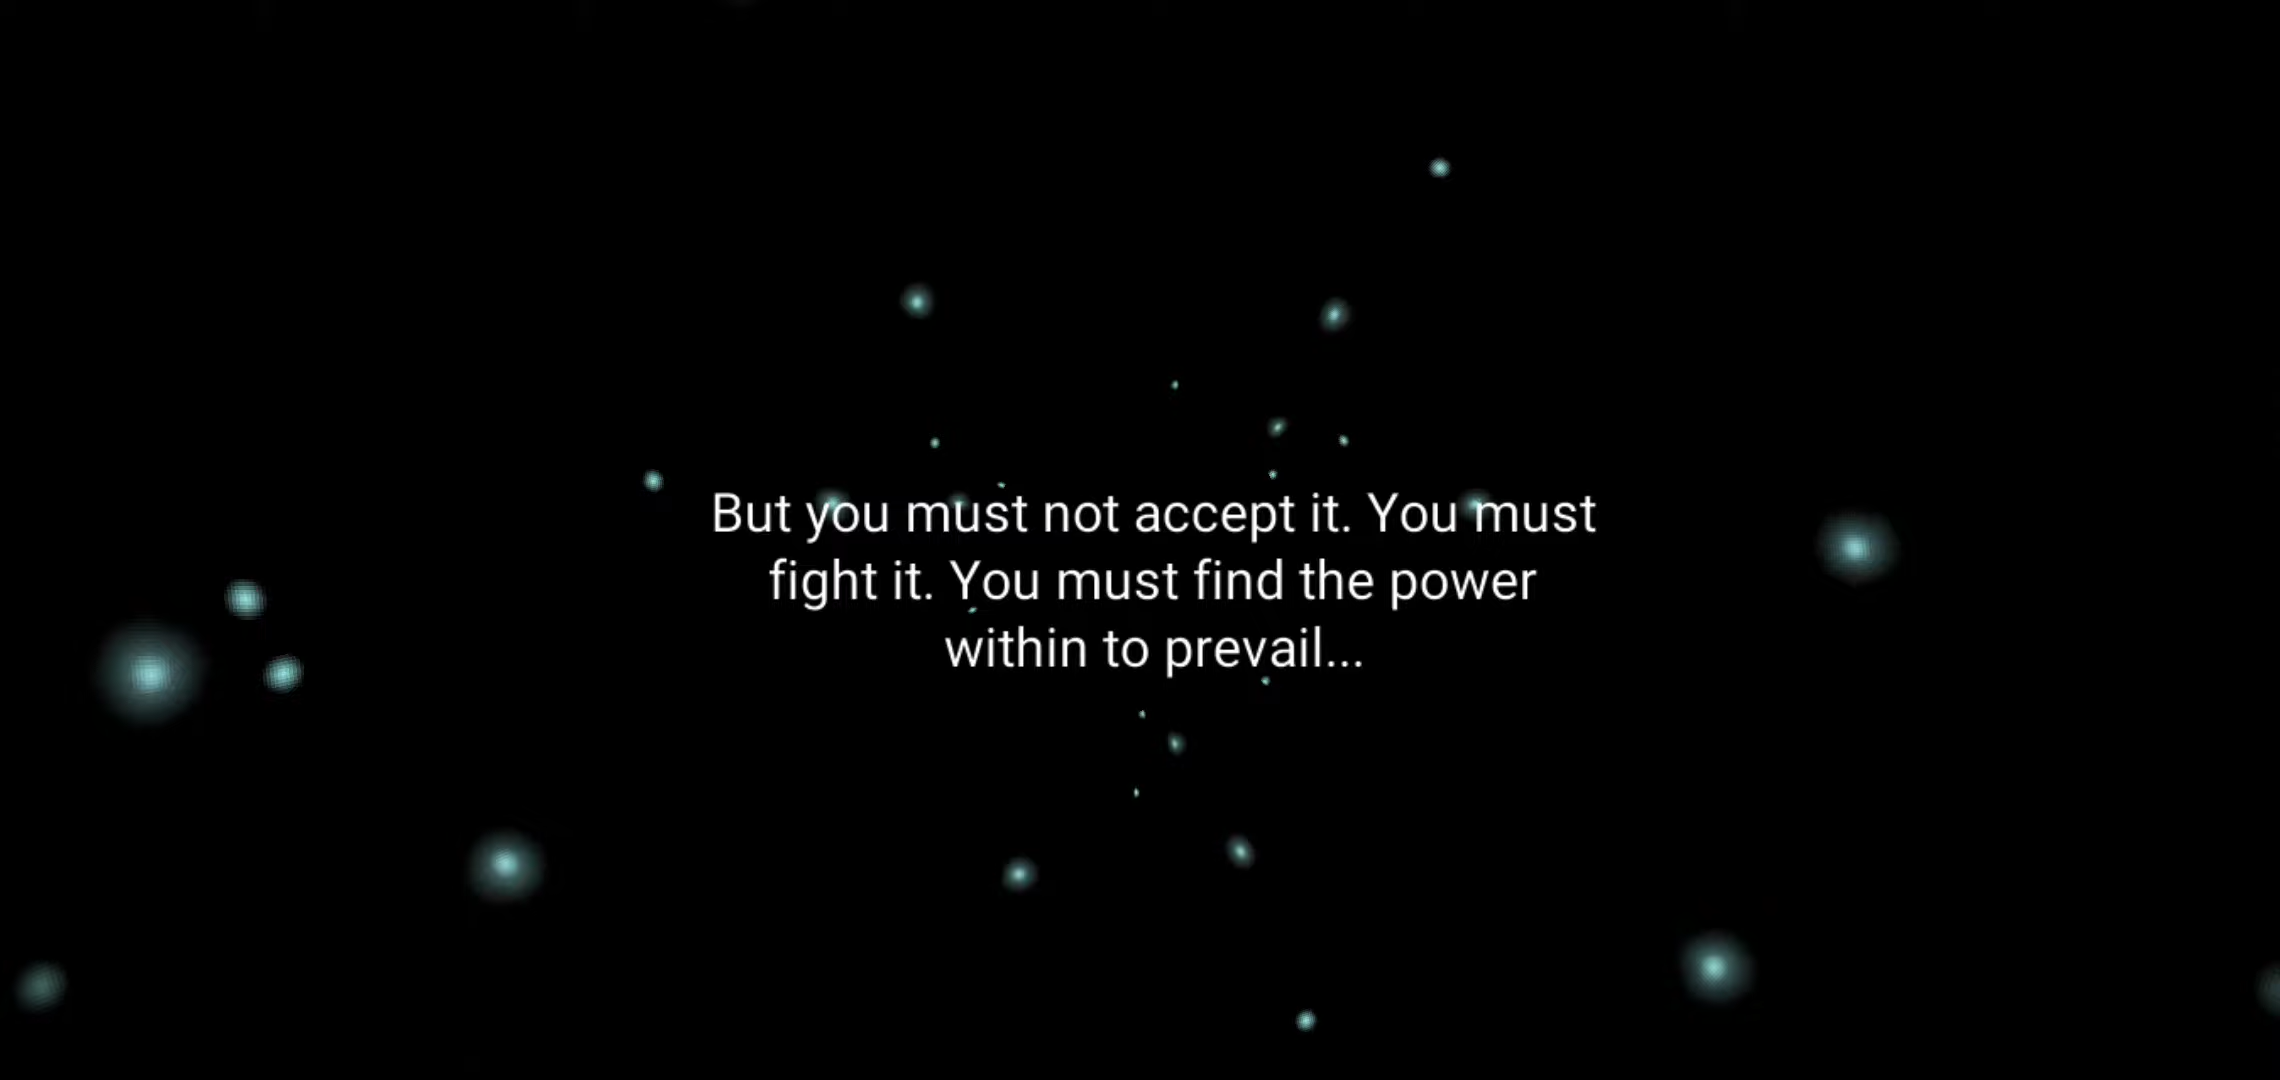 But you must not accept it. You must
fight it. You must find the power
within to prevail...